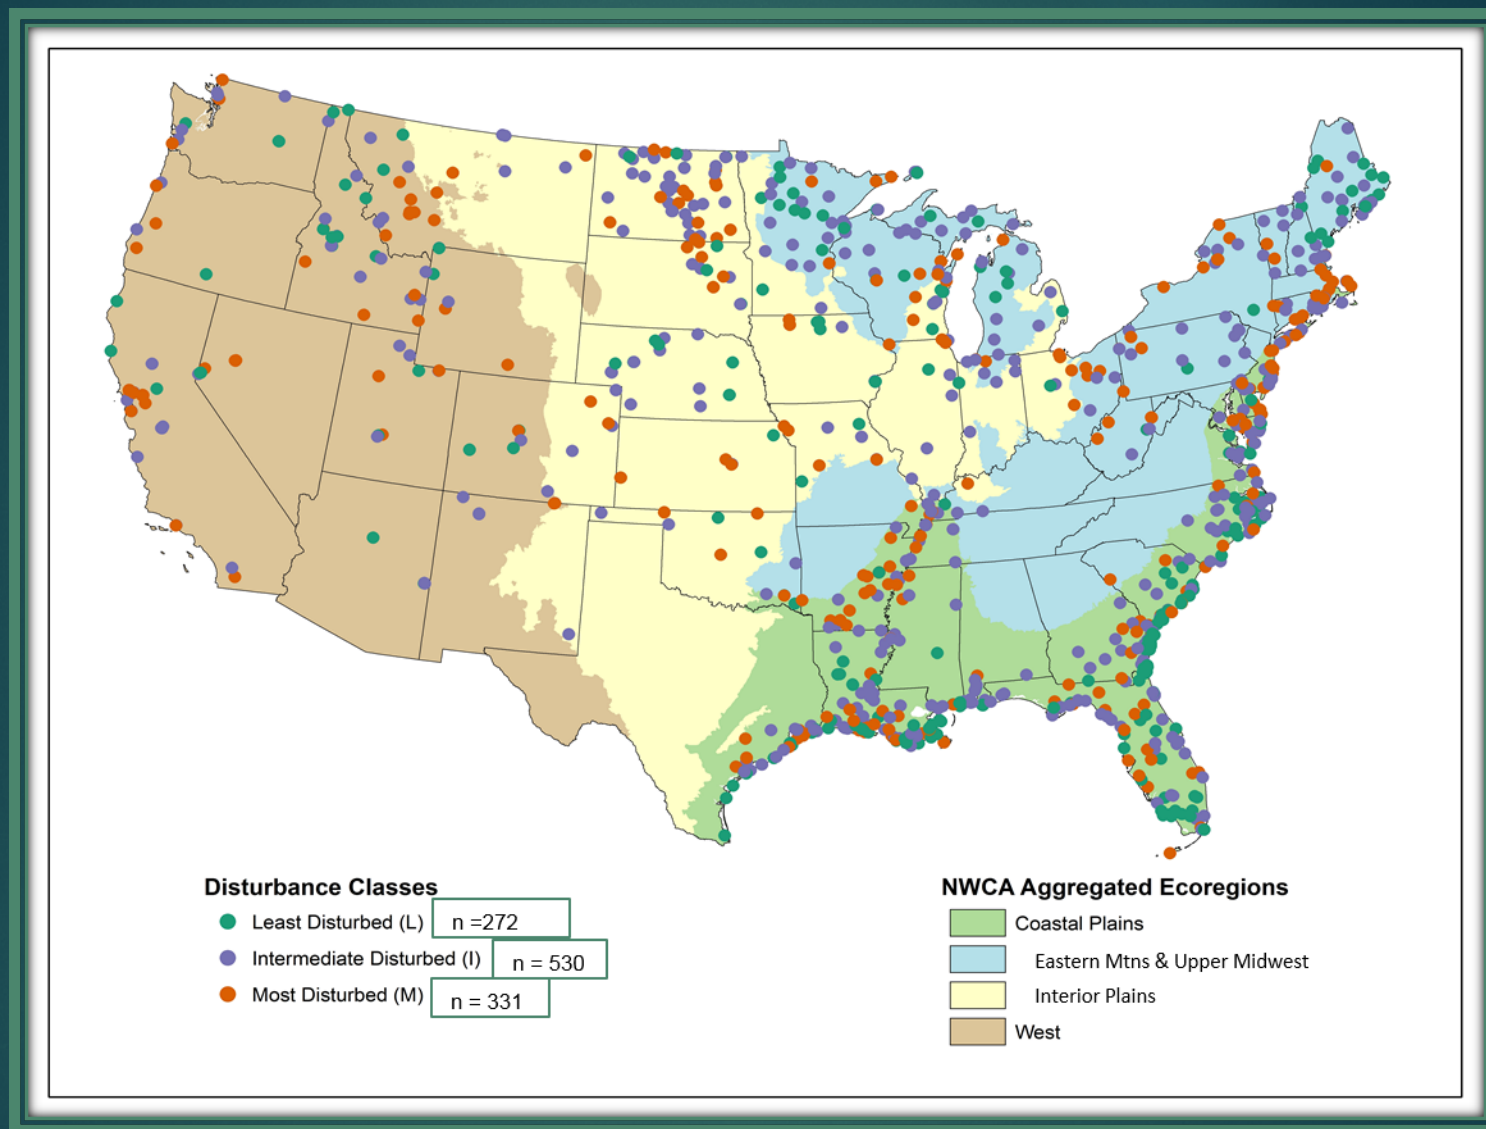 Disturbance Classes
Least Disturbed (L) n =272
Intermediate Disturbed (I) n = 530
Most Disturbed (M) n = 331
NWCA Aggregated Ecoregions
Coastal Plains
Eastern Mtns & Upper Midwest
Interior Plains
West